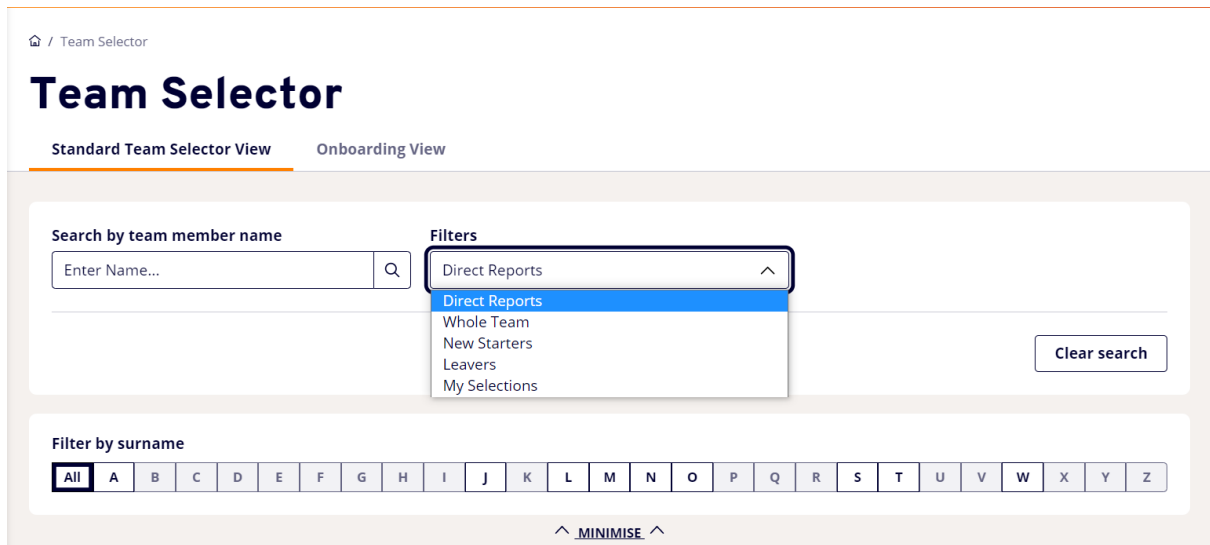 / Team Selector
Team Selector
Standard Team Selector View Onboarding View
Search by team member name Filters
Enter Name... Direct Reports
Direct Reports
Whole Team
New Starters
Leavers
My Selections
Clear search
Filter by surname
All A B C D E F G H I J K L M N O P Q R S T U V W X Y Z
MINIMISE